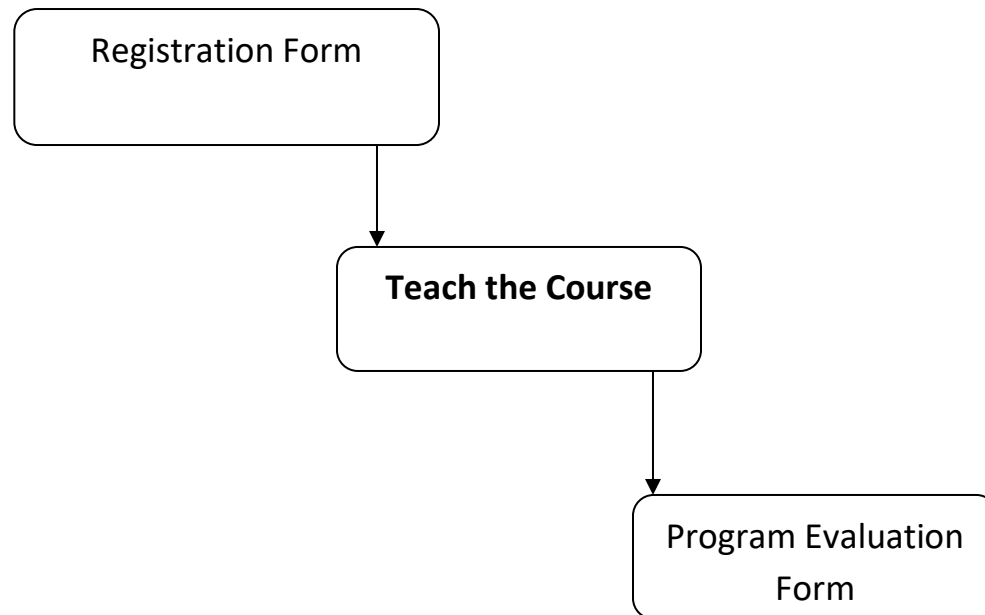 Registration Form
Teach the Course
Program Evaluation
Form